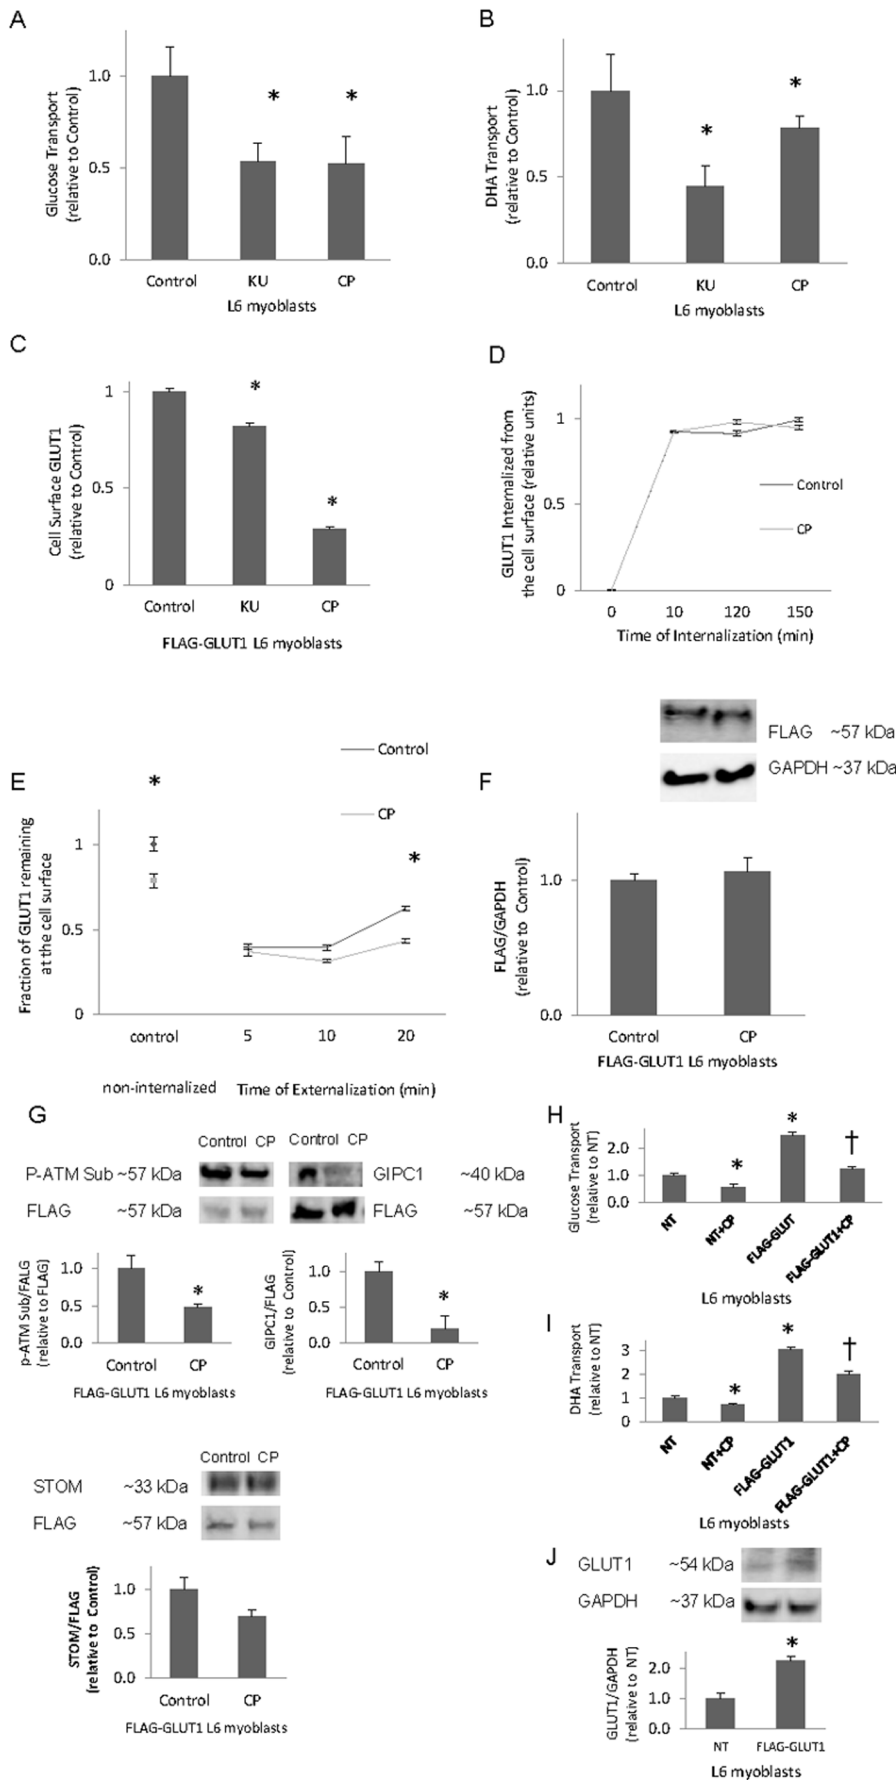 A
Glucose Transport
(relative to Control)
1.0
0.5
0.0
*
*
Control KU CP
L6 myoblasts
B
DHA Transport
(relative to Control)
1.0
0.5
0.0
*
*
Control KU CP
L6 myoblasts
C
Cell Surface GLUT1
(relative to Control)
1
0.5
0
*
*
Control KU CP
FLAG-GLUT1 L6 myoblasts
D
GLUT1 Internalized from
the cell surface (relative units)
1
0.5
0
Control
CP
0 10 120 150
Time of Internalization (min)
E
Control
CP
*
*
Fraction of GLUT1 remaining
at the cell surface
1
0.5
0
control 5 10 20
non-internalized Time of Externalization (min)
F
FLAG ~57 kDa
GAPDH ~37 kDa
FLAG/GAPDH
(relative to Control)
1.0
0.0
Control CP
FLAG-GLUT1 L6 myoblasts
G
Control CP Control CP
P-ATM Sub ~57 kDa GIPC1 ~40 kDa
FLAG ~57 kDa FLAG ~57 kDa
p-ATM Sub/FALG
(relative to FLAG)
1.0
0.5
0.0
*
Control CP
FLAG-GLUT1 L6 myoblasts
GIPC1/FLAG
(relative to Control)
1.0
0.5
0.0
*
Control CP
FLAG-GLUT1 L6 myoblasts
Control CP
STOM ~33 kDa
FLAG ~57 kDa
STOM/FLAG
(relative to Control)
1.0
0.5
0.0
Control CP
FLAG-GLUT1 L6 myoblasts
H
Glucose Transport
(relative to NT)
2.0
1.0
0.0
*
*
†
NT NT+CP FLAG-GLUT FLAG-GLUT1+CP
L6 myoblasts
I
DHA Transport
(relative to NT)
3
2
1
0
*
*
†
NT NT+CP FLAG-GLUT1 FLAG-GLUT1+CP
L6 myoblasts
J
GLUT1 ~54 kDa
GAPDH ~37 kDa
GLUT1/GAPDH
(relative to NT)
2.0
1.0
0.0
*
NT FLAG-GLUT1
L6 myoblasts